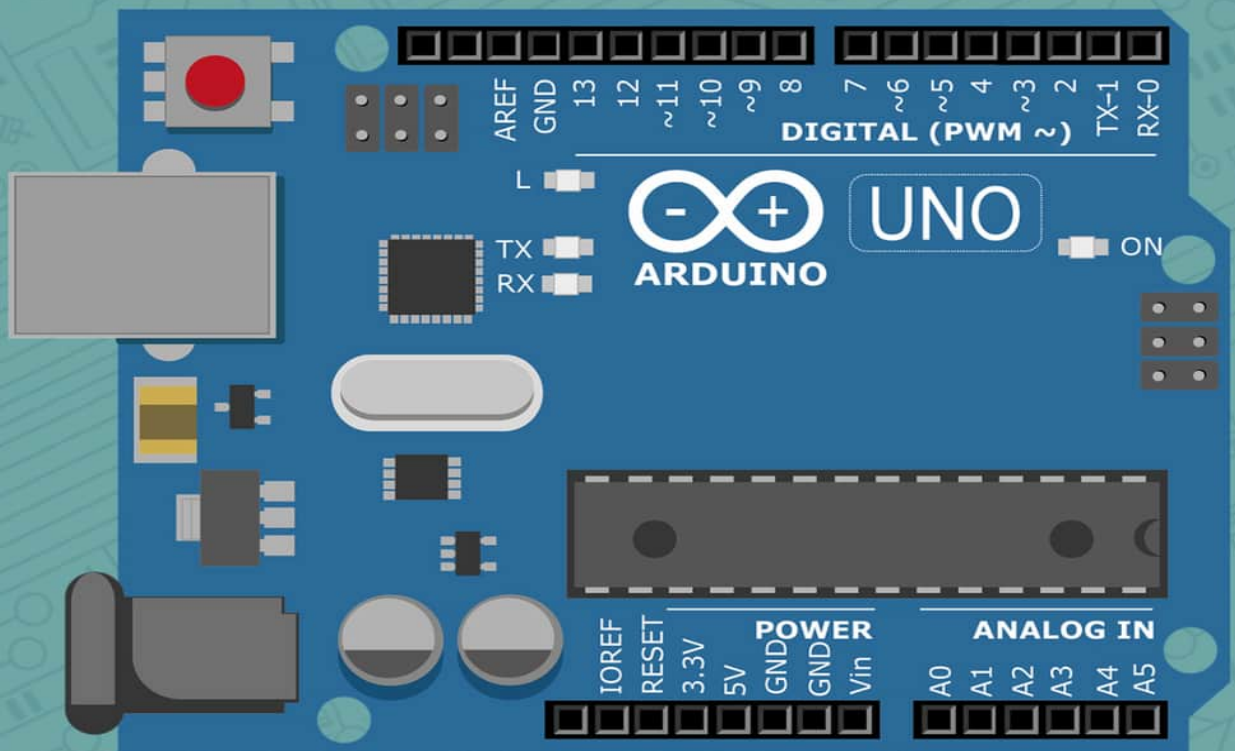 AREF GND 13 12 ~11 ~10 ~9 8 7 ~6 ~5 4 ~3 2 TX-1 RX-0
DIGITAL (PWM ~)
L
- +
UNO
TX
ON
RX
ARDUINO
POWER
ANALOG IN
IOREF RESET 3.3V 5V GND GND Vin A0 A1 A2 A3 A4 A5